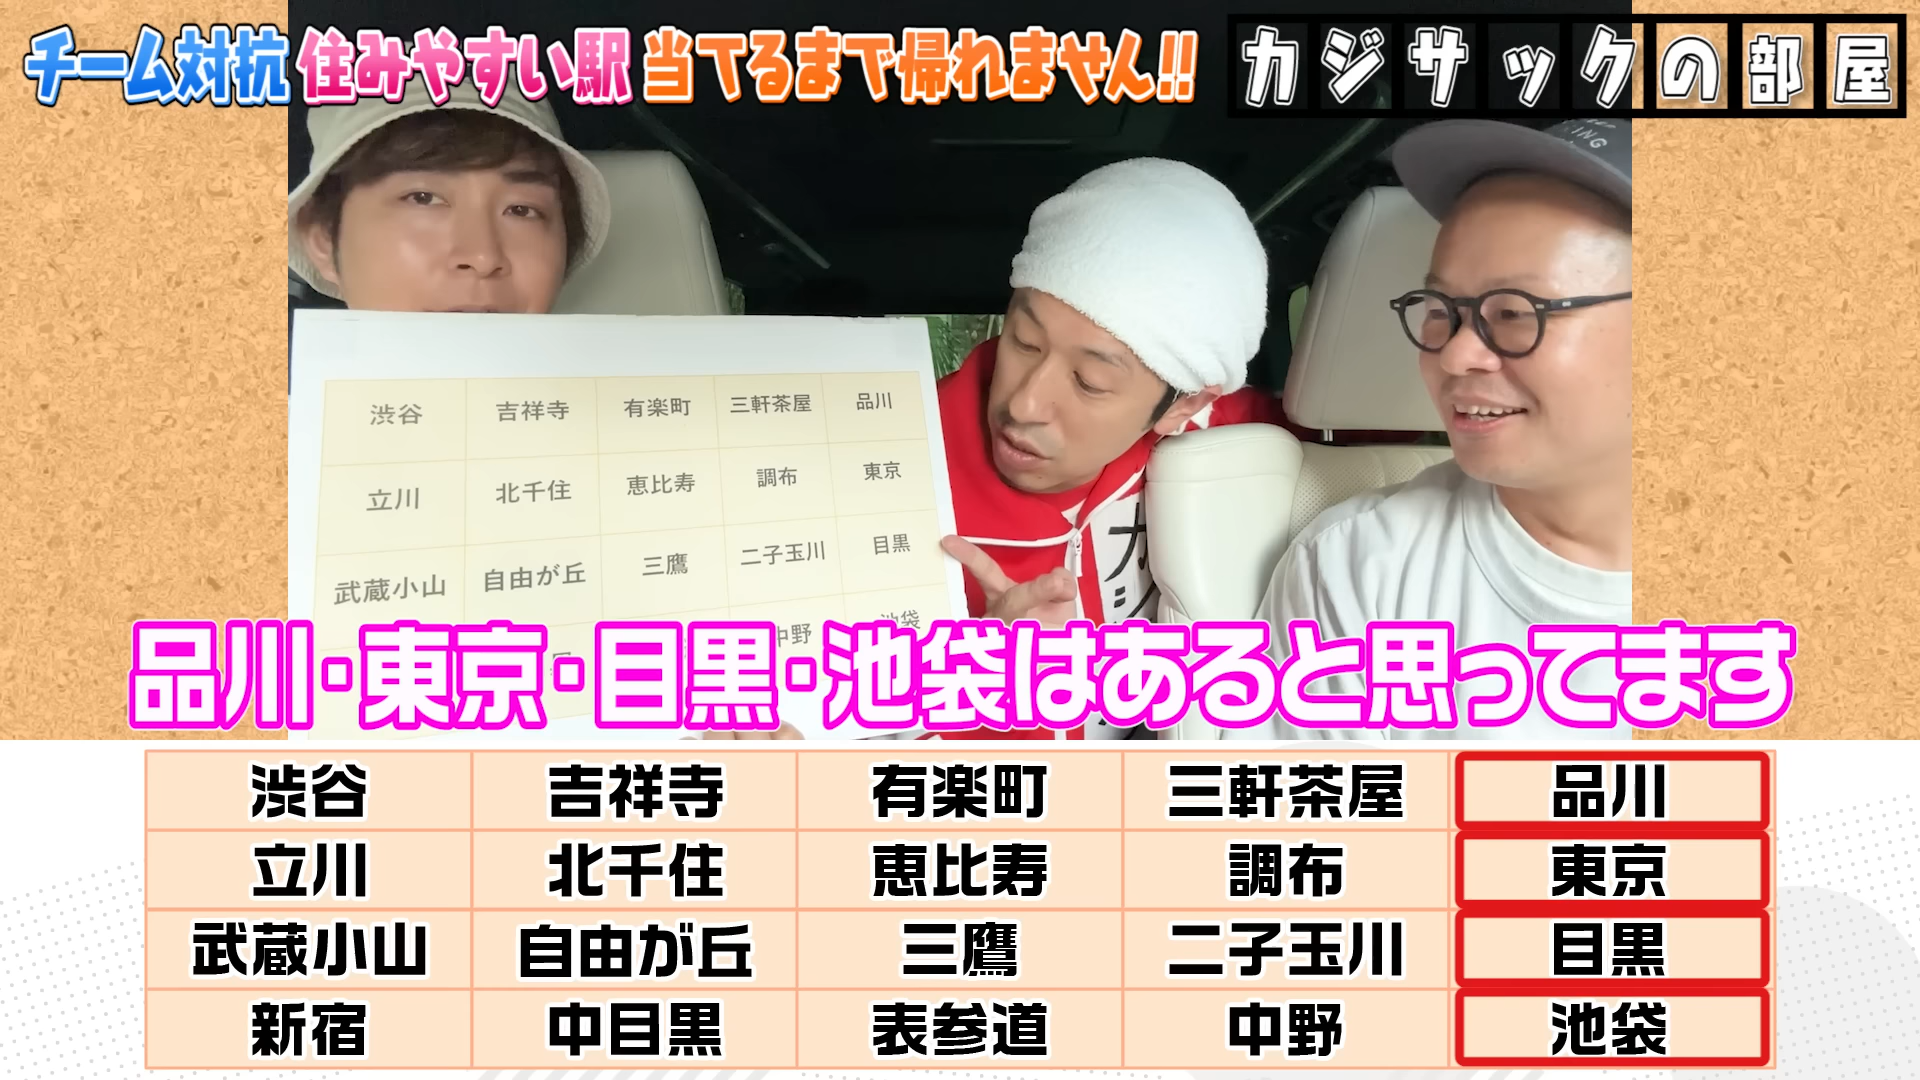 チーム対抗 住みやすい駅 当てるまで帰れません!! カジサックの部屋
渋谷 吉祥寺 有楽町 三軒茶屋 品川
立川 北千住 恵比寿 調布 東京
武蔵小山 自由が丘 三鷹 二子玉川 目黒
中野 池袋
品川・東京・目黒・池袋はあると思ってます
渋谷 吉祥寺 有楽町 三軒茶屋 品川
立川 北千住 恵比寿 調布 東京
武蔵小山 自由が丘 三鷹 二子玉川 目黒
新宿 中目黒 表参道 中野 池袋